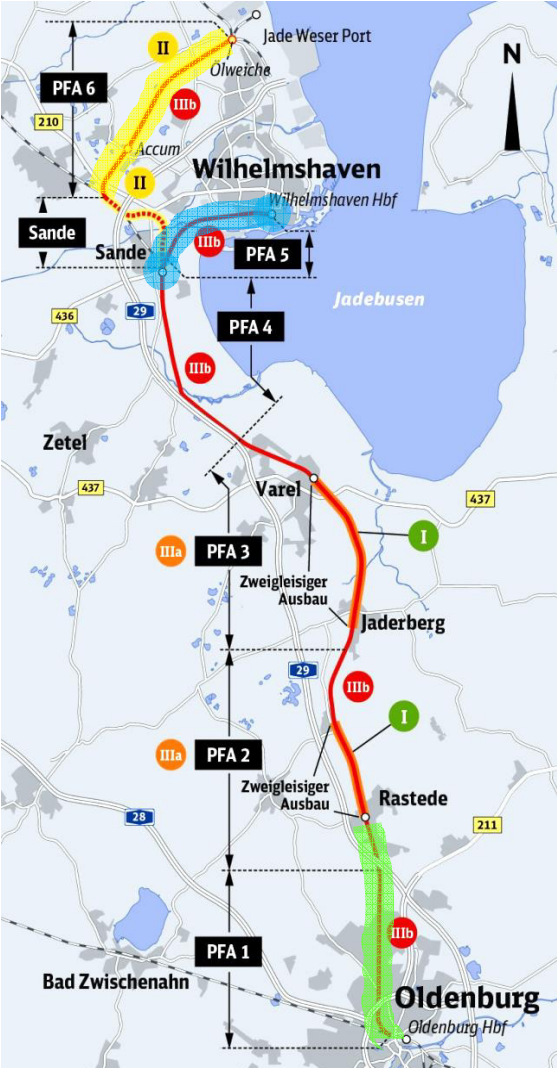 Jade Weser Port
II
Ölweiche
N
PFA 6
IIIb
210
Accum
Wilhelmshaven
II
Wilhelmshaven Hbf
Sande
Sande
IIIb
PFA 5
Jadebusen
29
436
PFA 4
IIIb
Zetel
437
Varel
437
I
IIIa
PFA 3
Zweigleisiger
Ausbau
Jaderberg
29
IIIb
I
IIIa
PFA 2
Zweigleisiger
Ausbau
Rastede
28
211
IIIb
PFA 1
Bad Zwischenahn
Oldenburg
Oldenburg Hbf